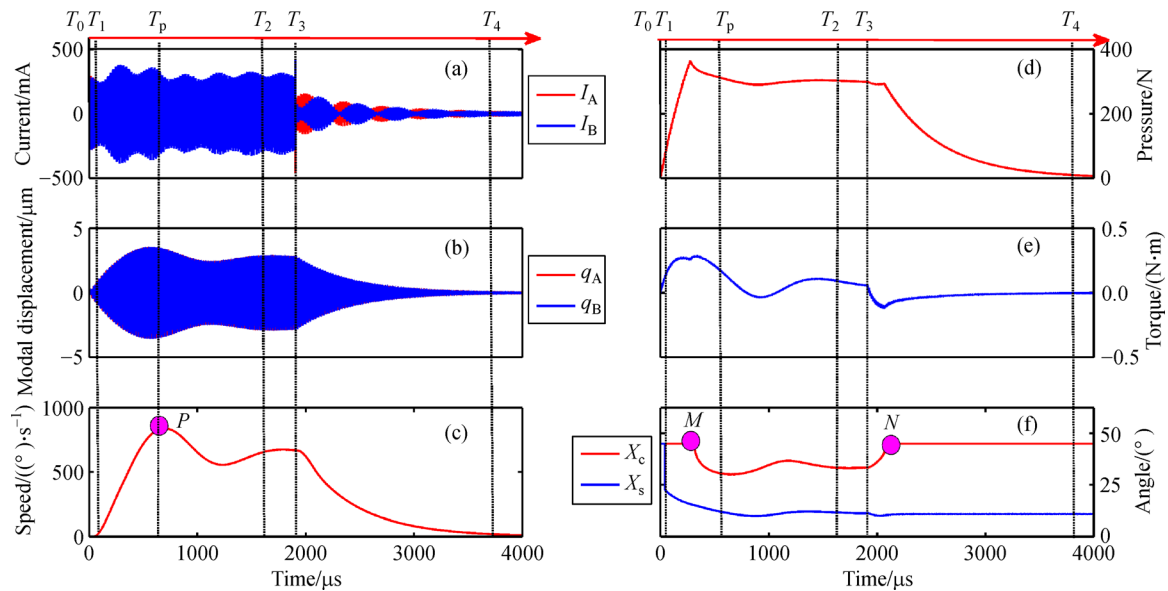 T0 T1 Tp T2 T3 T4
500
0
−500
Current/mA
(a)
IA
IB
5
0
−5
Modal displacement/μm
(b)
qA
qB
1000
500
0
Speed/((°)·s−1)
P
(c)
0 1000 2000 3000 4000
Time/μs
T0 T1 Tp T2 T3 T4
400
200
0
Pressure/N
(d)
0.5
0.0
−0.5
Torque/(N·m)
(e)
M
N
(f)
Xc
Xs
50
25
0
Angle/(°)
0 1000 2000 3000 4000
Time/μs